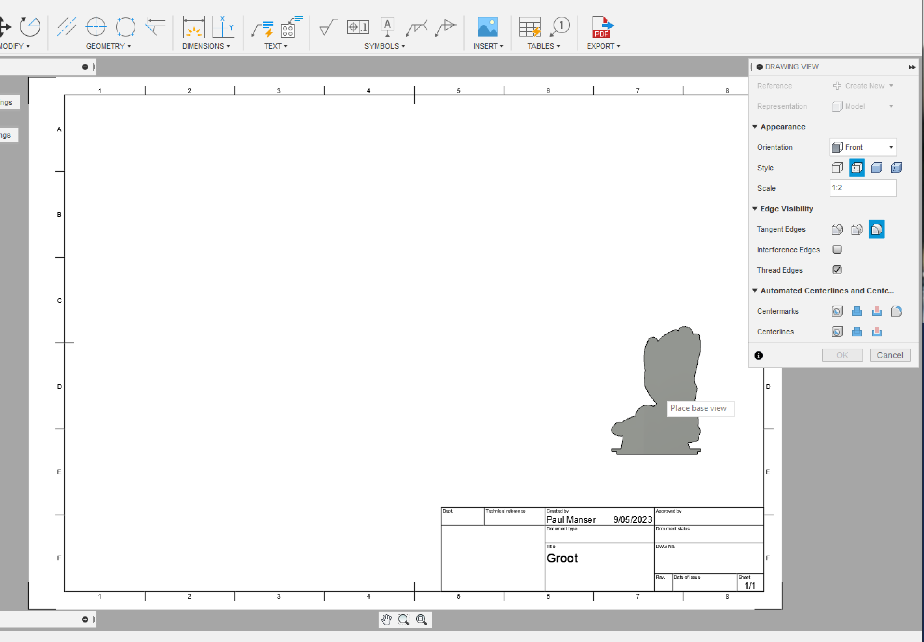 MODIFY ▾
GEOMETRY ▾
DIMENSIONS ▾
TEXT ▾
SYMBOLS ▾
INSERT ▾
TABLES ▾
EXPORT ▾
X
Y
A
1
PDF
ngs
ngs
DRAWING VIEW
Reference
Create New
Representation
Model
Appearance
Orientation
Front
Style
Scale
1:2
Edge Visibility
Tangent Edges
Interference Edges
Thread Edges
Automated Centerlines and Cente...
Centermarks
Centerlines
OK
Cancel
1 2 3 4 5 6 7 8
A
B
C
D
D
F
F
F
F
Place base view
Dept.
Technical reference
Created by
Approved by
Paul Manser 9/05/2023
Document type
Document status
Title
Groot
DWG No.
Rev.
Date of issue
Sheet
1/1
1 2 3 4 5 6 7 8